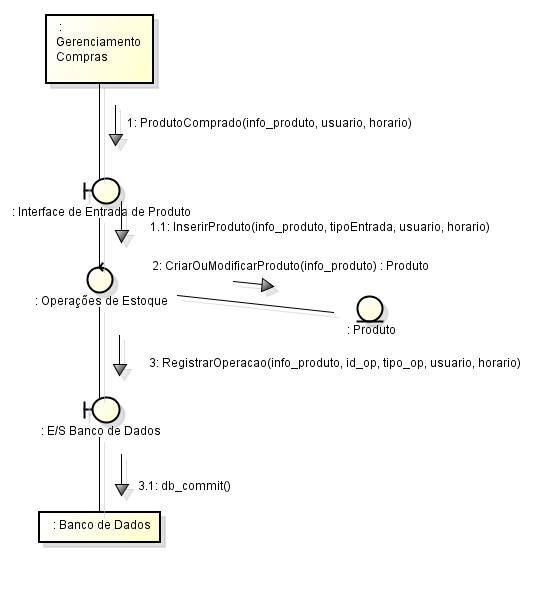 :
Gerenciamento
Compras
1: ProdutoComprado(info_produto, usuario, horario)
: Interface de Entrada de Produto
1.1: InserirProduto(info_produto, tipoEntrada, usuario, horario)
2: CriarOuModificarProduto(info_produto) : Produto
: Operações de Estoque
: Produto
3: RegistrarOperacao(info_produto, id_op, tipo_op, usuario, horario)
: E/S Banco de Dados
3.1: db_commit()
: Banco de Dados